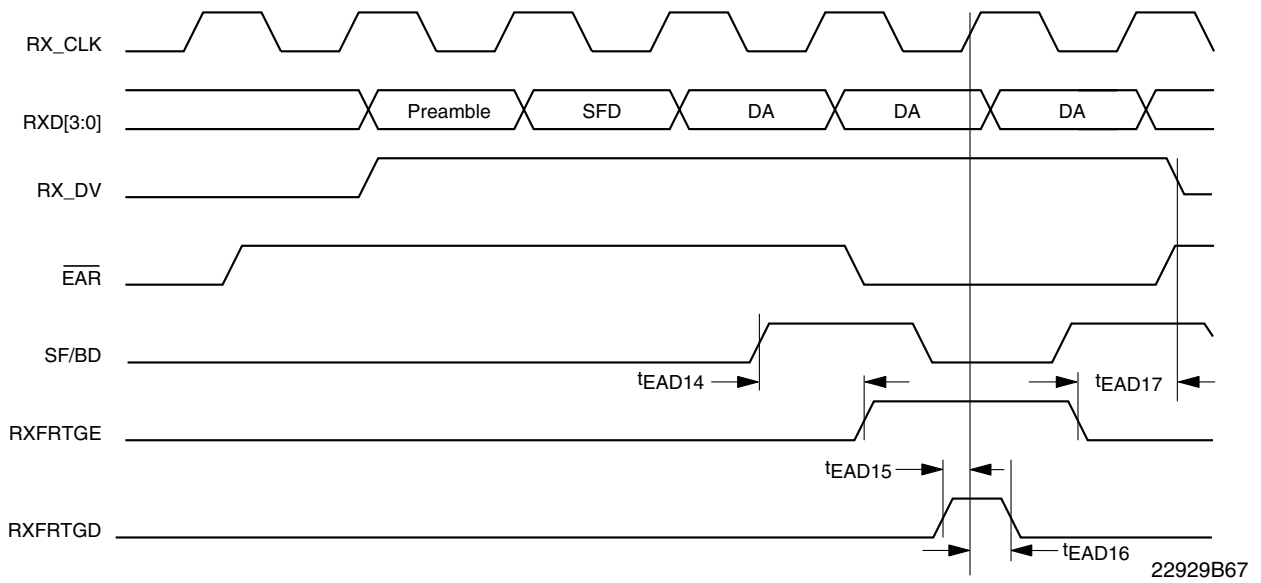 RX_CLK
RXD[3:0]
Preamble
SFD
DA
DA
DA
RX_DV
EAR
SF/BD
tEAD14
tEAD17
RXFRTGE
tEAD15
RXFRTGD
tEAD16
22929B67